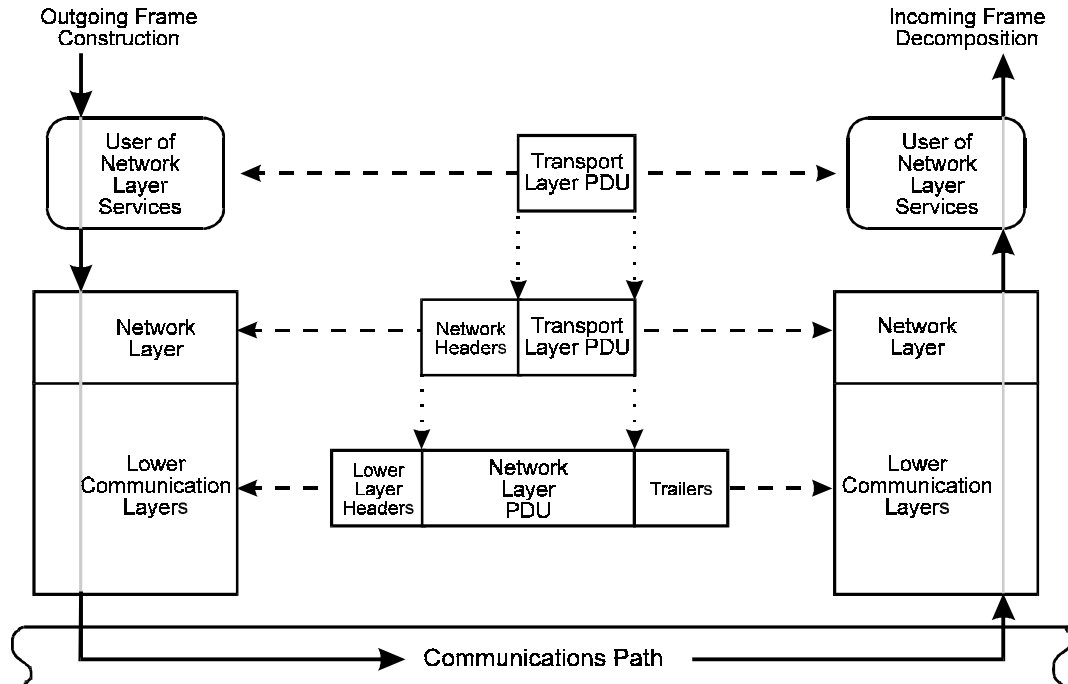 Outgoing Frame
Construction
Incoming Frame
Decomposition
User of
Network
Layer
Services
Transport
Layer PDU
User of
Network
Layer
Services
Network
Layer
Network
Headers
Transport
Layer PDU
Network
Layer
Lower
Communication
Layers
Lower
Layer
Headers
Network
Layer
PDU
Trailers
Lower
Communication
Layers
Communications Path